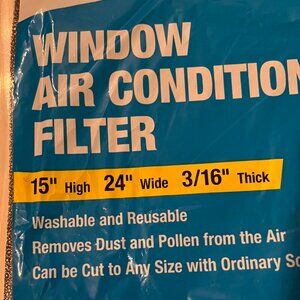 WINDOW
AIR CONDITION
FILTER
15" High 24" Wide 3/16" Thick
Washable and Reusable
Removes Dust and Pollen from the Air
Can be Cut to Any Size with Ordinary Sc